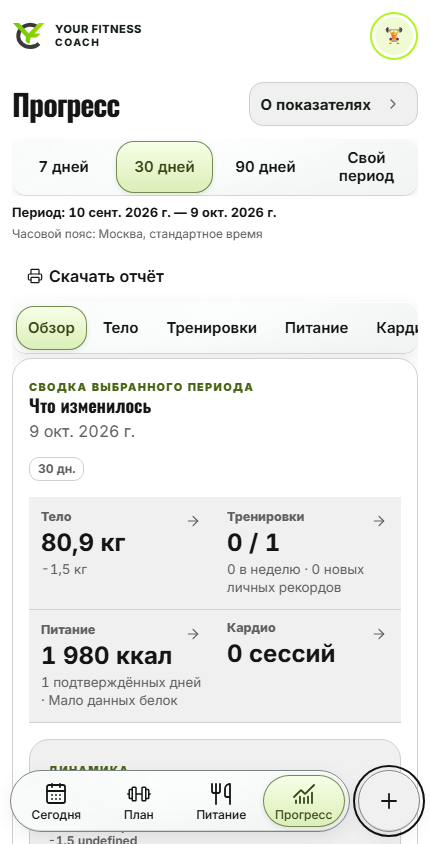 YOUR FITNESS
COACH
Прогресс
О показателях
7 дней
30 дней
90 дней
Свой
период
Период: 10 сент. 2026 г. — 9 окт. 2026 г.
Часовой пояс: Москва, стандартное время
Скачать отчёт
Обзор
Тело
Тренировки
Питание
Карди
СВОДКА ВЫБРАННОГО ПЕРИОДА
Что изменилось
9 окт. 2026 г.
30 дн.
Тело
80,9 кг
-1,5 кг
Тренировки
0 / 1
0 в неделю · 0 новых
личных рекордов
Питание
1 980 ккал
1 подтверждённых дней
· Мало данных белок
Кардио
0 сессий
ДИНАМИКА
Сегодня
План
Питание
Прогресс
-1,5 undefined